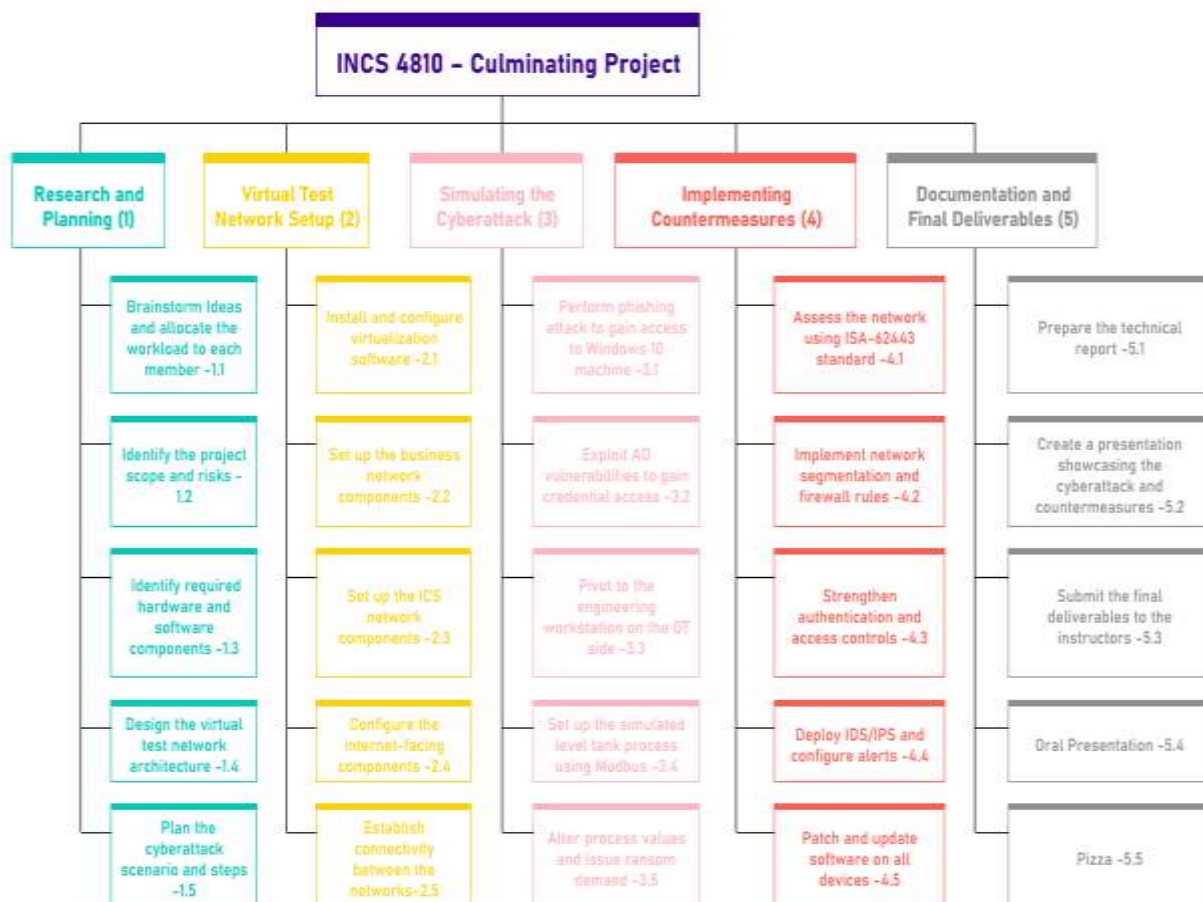 INCS 4810 – Culminating Project
Research and
Planning (1)
Virtual Test
Network Setup (2)
Simulating the
Cyberattack (3)
Implementing
Countermeasures (4)
Documentation and
Final Deliverables (5)
Brainstorm Ideas
and allocate the
workload to each
member -1.1
Identify the project
scope and risks -
1.2
Identify required
hardware and
software
components -1.3
Design the virtual
test network
architecture -1.4
Plan the
cyberattack
scenario and steps
-1.5
Install and configure
virtualization
software -2.1
Set up the business
network
components -2.2
Set up the ICS
network
components -2.3
Configure the
internet-facing
components -2.4
Establish
connectivity
between the
networks-2.5
Perform phishing
attack to gain access
to Windows 10
machine -3.1
Exploit AD
vulnerabilities to gain
credential access -3.2
Pivot to the
engineering
workstation on the OT
side -3.3
Set up the simulated
level tank process
using Modbus -3.4
Alter process values
and issue ransom
demand -3.5
Assess the network
using ISA-62443
standard -4.1
Implement network
segmentation and
firewall rules -4.2
Strengthen
authentication and
access controls -4.3
Deploy IDS/IPS and
configure alerts -4.4
Patch and update
software on all
devices -4.5
Prepare the technical
report -5.1
Create a presentation
showcasing the
cyberattack and
countermeasures -5.2
Submit the final
deliverables to the
instructors -5.3
Oral Presentation -5.4
Pizza -5.5